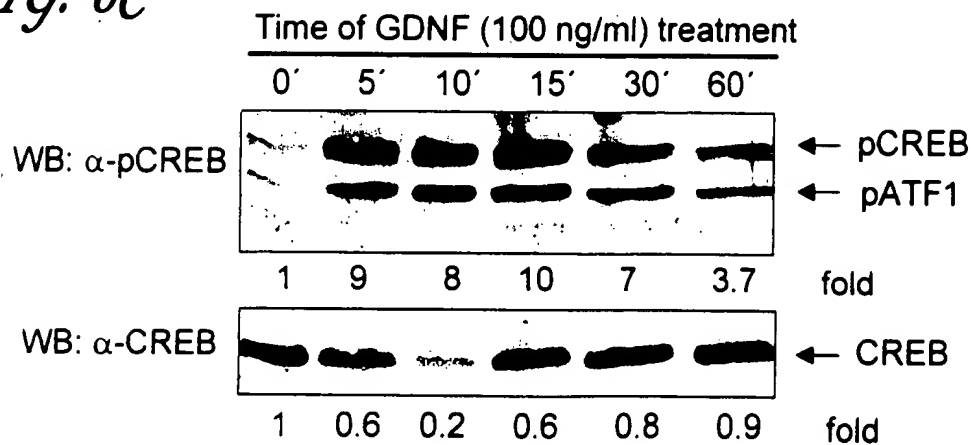 Fig. 6C
Time of GDNF (100 ng/ml) treatment
0´ 5´ 10´ 15´ 30´ 60´
WB: α-pCREB
pCREB
pATF1
1 9 8 10 7 3.7 fold
WB: α-CREB
CREB
1 0.6 0.2 0.6 0.8 0.9 fold